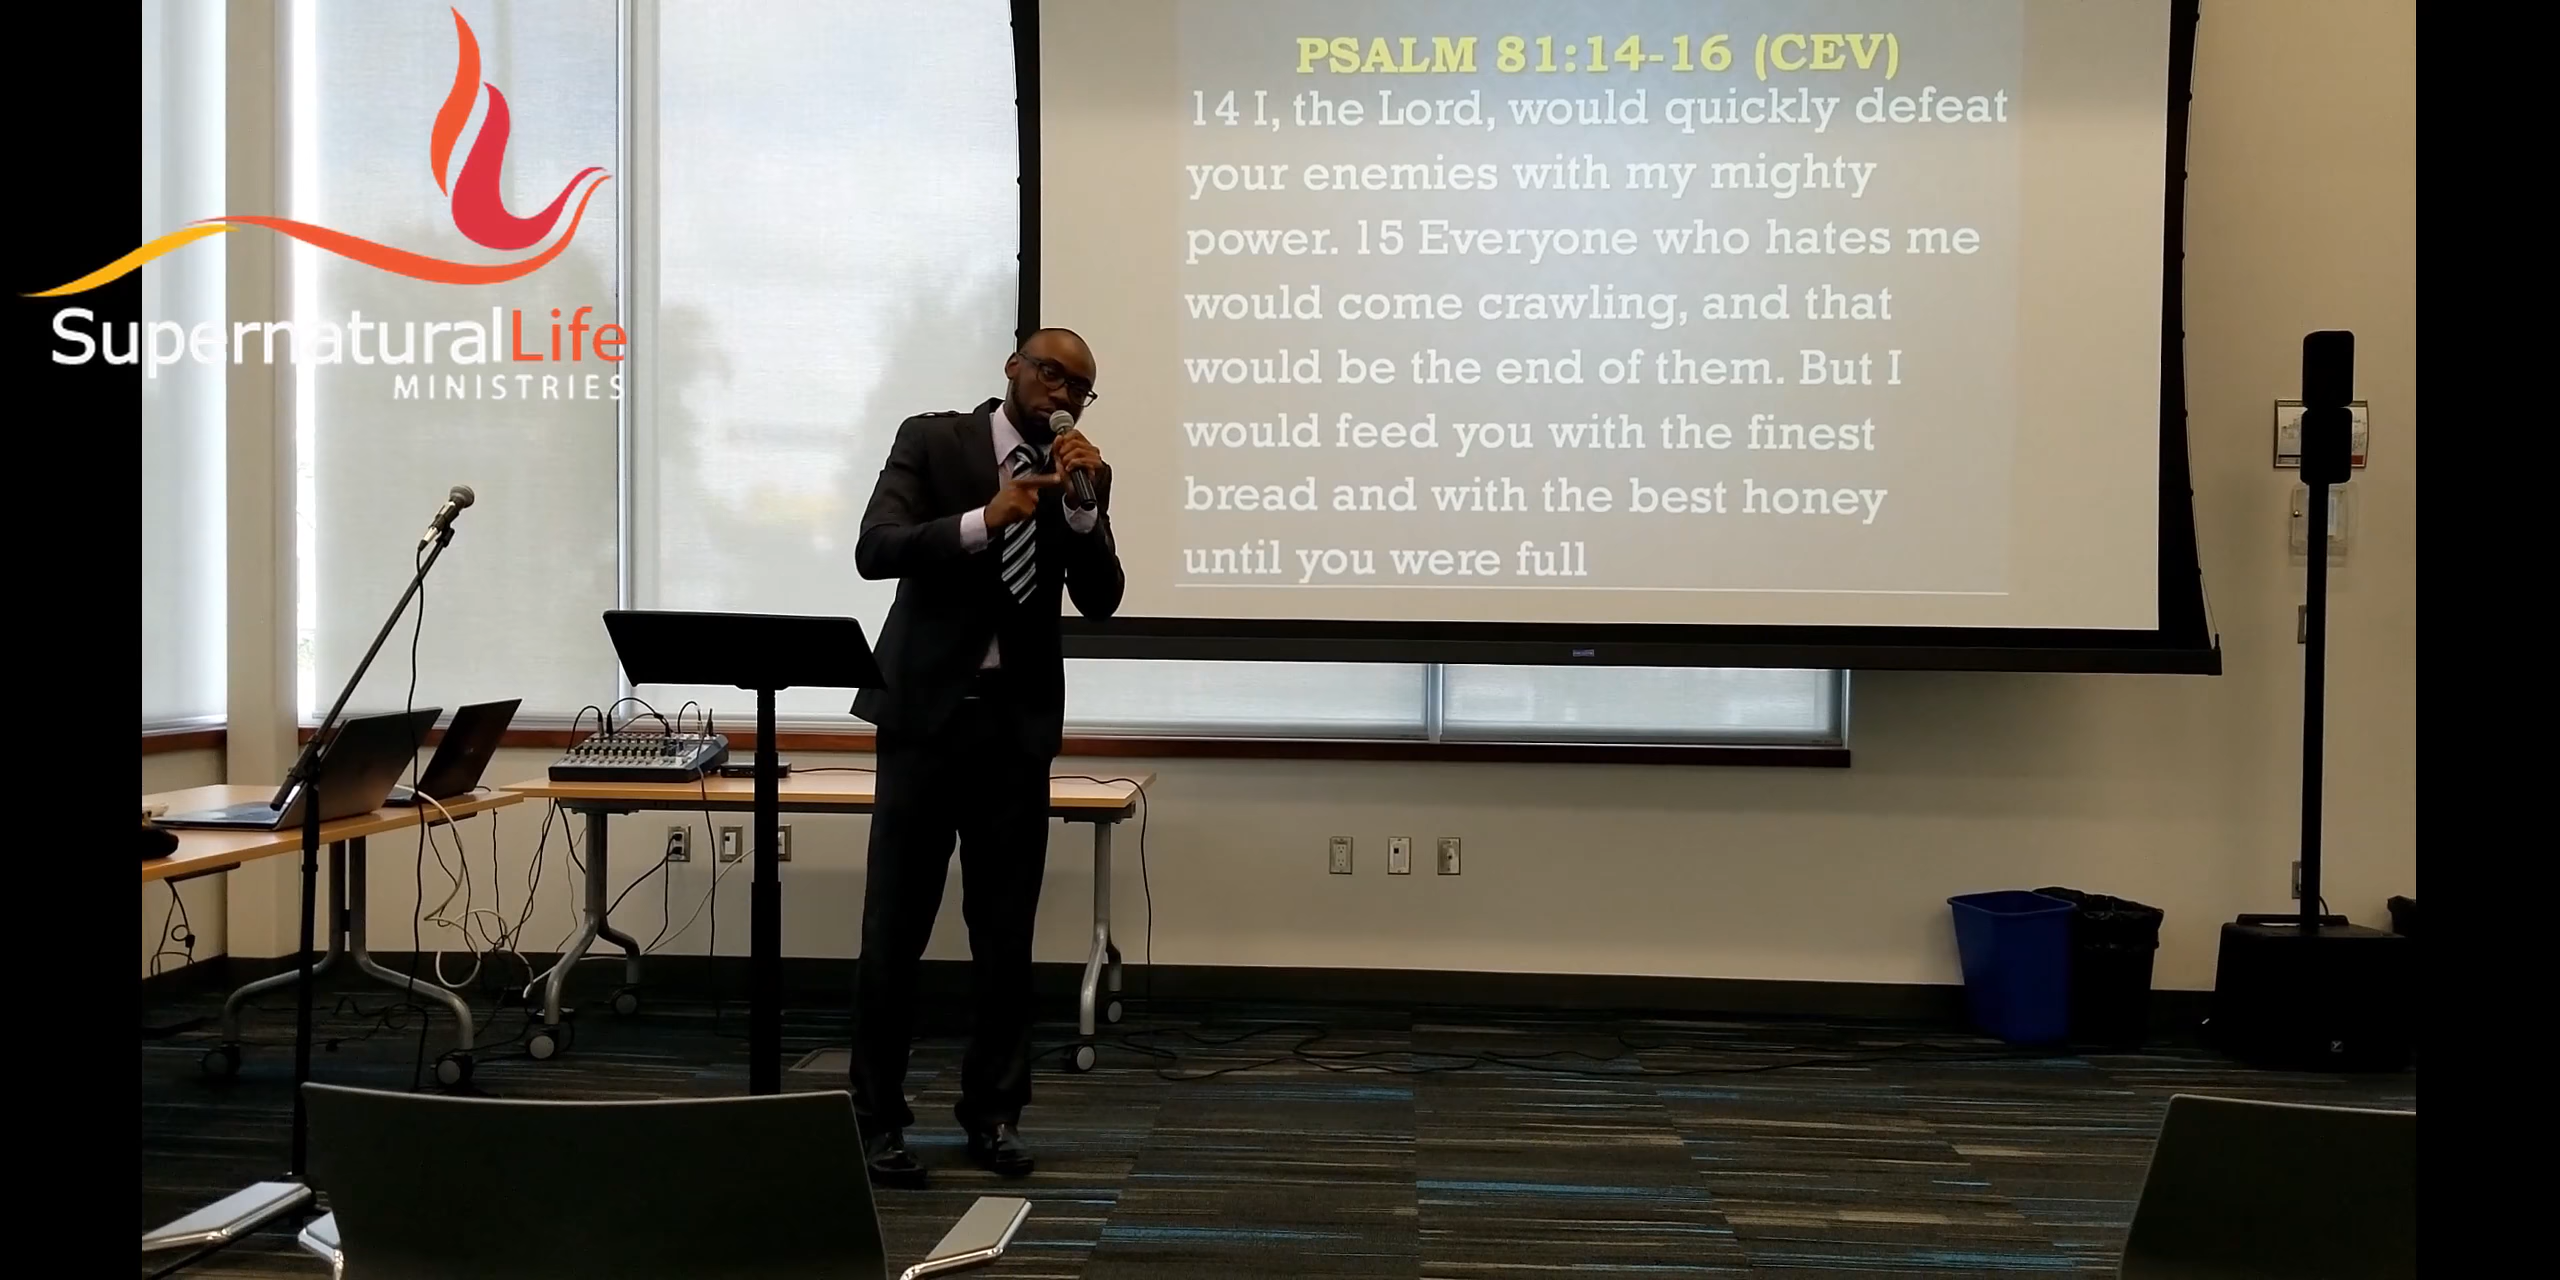 SupernaturalLife
MINISTRIES
PSALM 81:14-16 (CEV)
14 I, the Lord, would quickly defeat
your enemies with my mighty
power. 15 Everyone who hates me
would come crawling, and that
would be the end of them. But I
would feed you with the finest
bread and with the best honey
until you were full